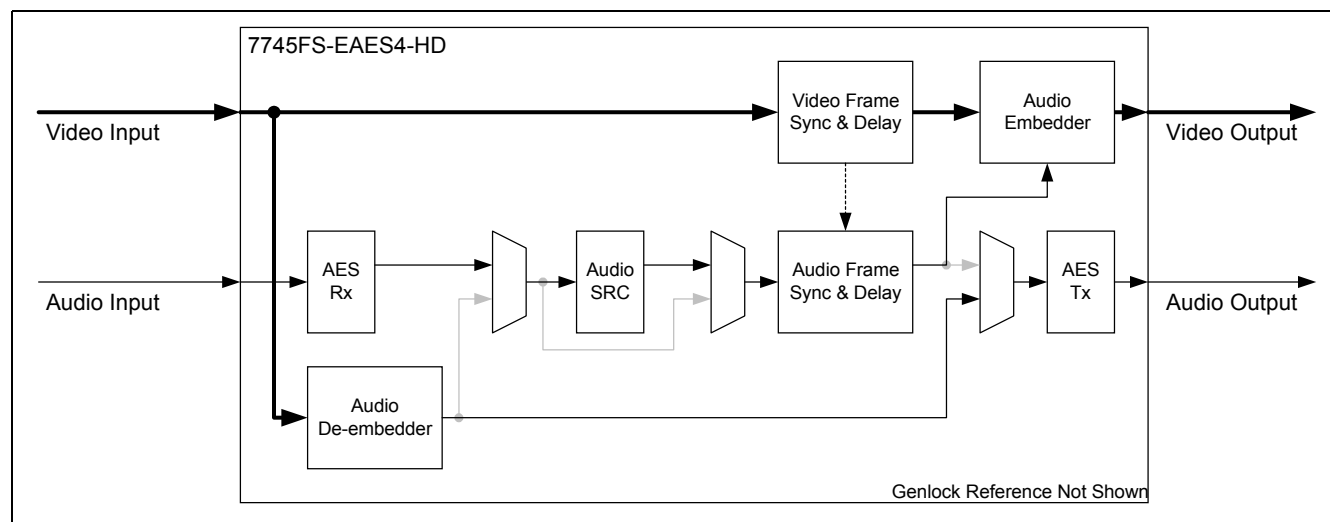 7745FS-EAES4-HD
Video Input
Video Frame
Sync & Delay
Audio
Embedder
Video Output
Audio Input
AES
Rx
Audio
SRC
Audio Frame
Sync & Delay
AES
Tx
Audio Output
Audio
De-embedder
Genlock Reference Not Shown